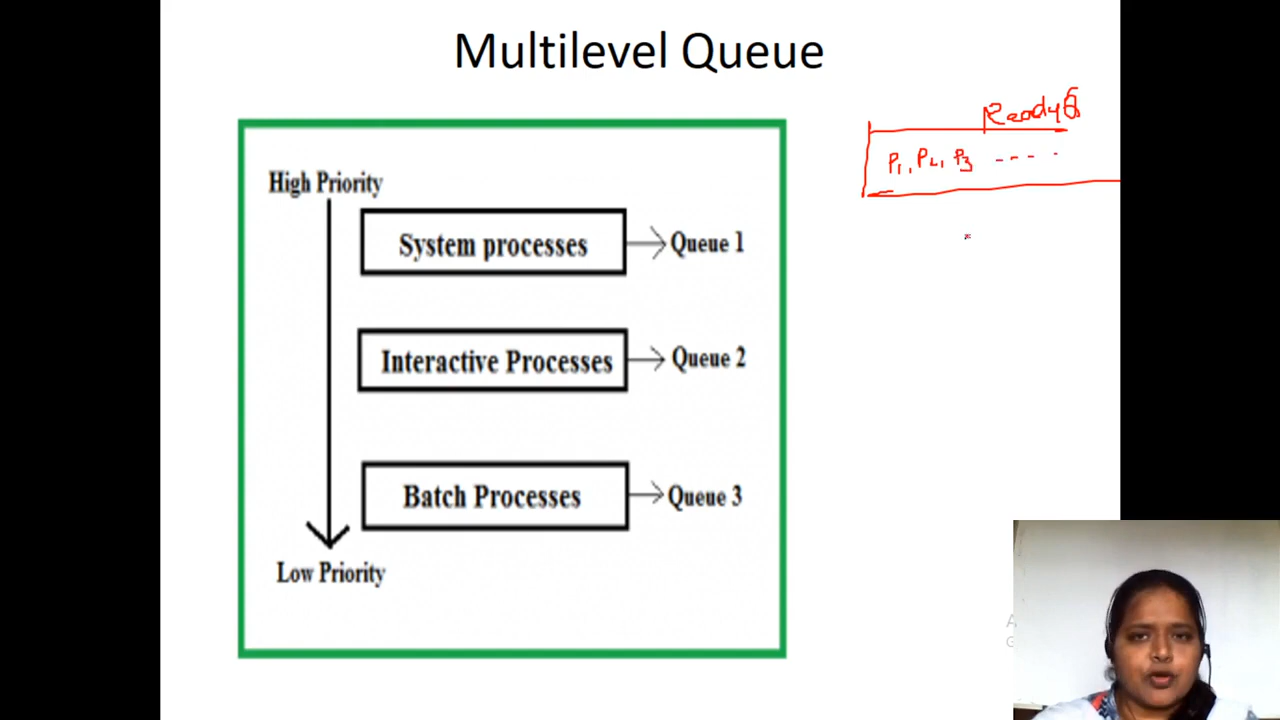 Multilevel Queue
Ready Q
P1, P2, P3 ----
High Priority
System processes
Queue 1
Interactive Processes
Queue 2
Batch Processes
Queue 3
Low Priority